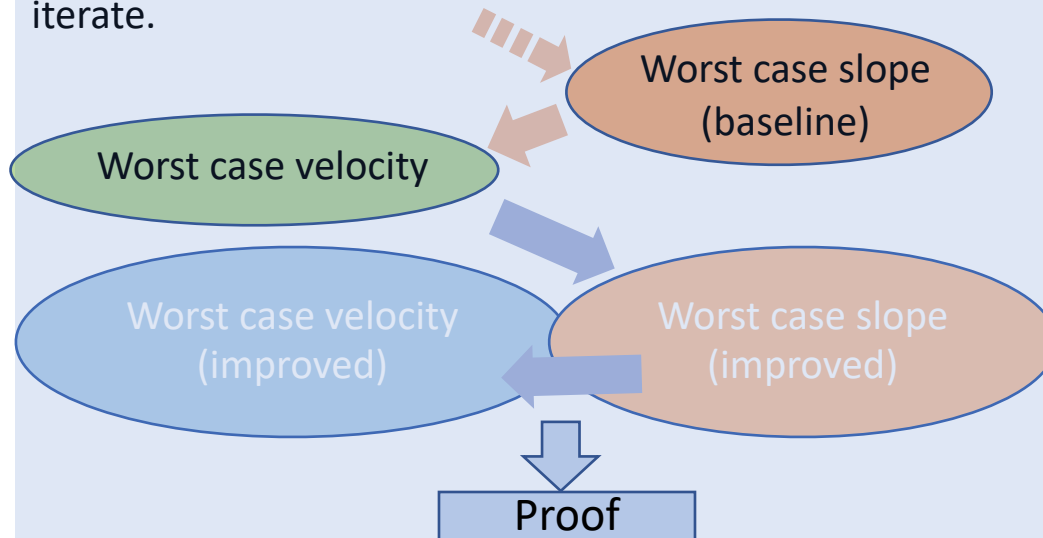 iterate.
Worst case slope
(baseline)
Worst case velocity
Worst case velocity
(improved)
Worst case slope
(improved)
Proof